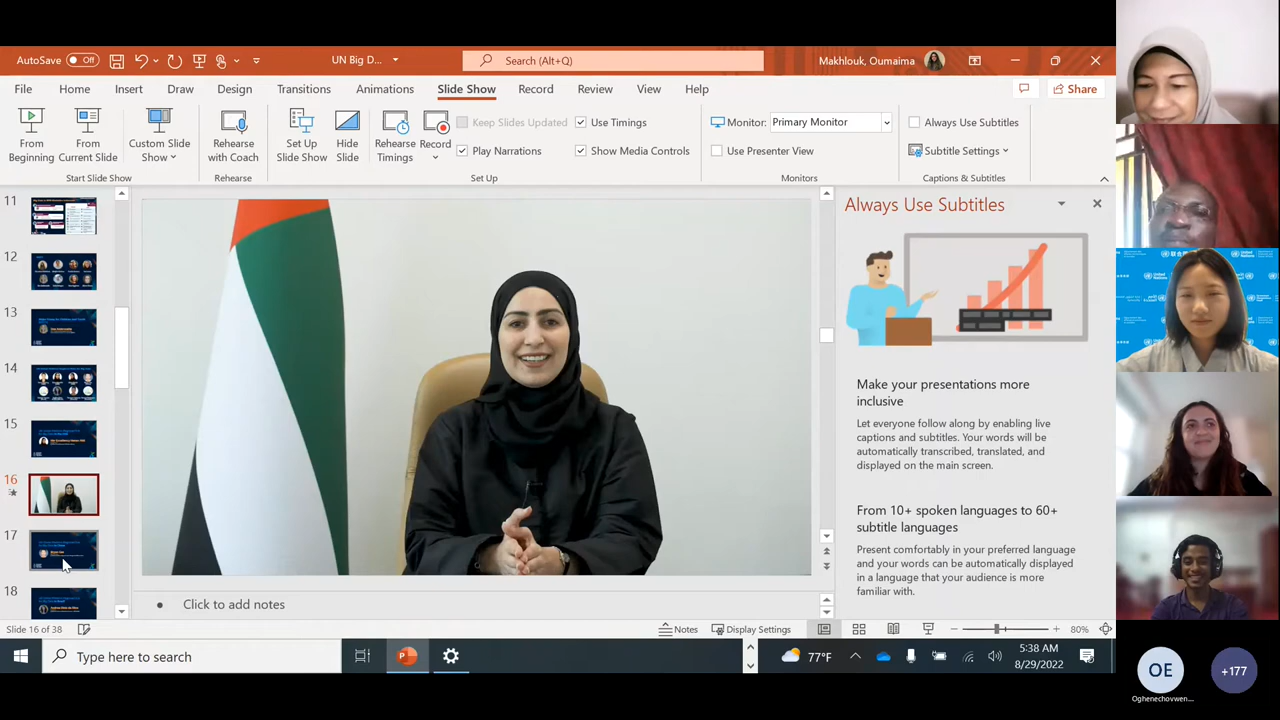 AutoSave
Off
UN Big D...
Search (Alt+Q)
Makhlouk, Oumaima
File
Home
Insert
Draw
Design
Transitions
Animations
Slide Show
Record
Review
View
Help
Share
From Beginning
From Current Slide
Custom Slide Show
Rehearse with Coach
Set Up Slide Show
Hide Slide
Rehearse Timings
Record
Keep Slides Updated
Use Timings
Play Narrations
Show Media Controls
Monitor:
Primary Monitor
Use Presenter View
Always Use Subtitles
Subtitle Settings
Start Slide Show
Rehearse
Set Up
Monitors
Captions & Subtitles
11
12
13
14
15
16
17
18
Always Use Subtitles
Make your presentations more
inclusive
Let everyone follow along by enabling live
captions and subtitles. Your words will be
automatically transcribed, translated, and
displayed on the main screen.
From 10+ spoken languages to 60+
subtitle languages
Present comfortably in your preferred language
and your words can be automatically displayed
in a language that your audience is more
familiar with.
Click to add notes
Slide 16 of 38
Notes
Display Settings
80%
Type here to search
77°F
5:38 AM
8/29/2022
OE
+177
Oghenechovwen...